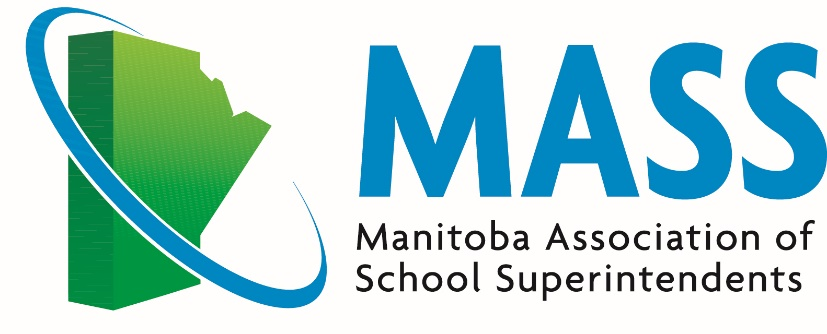 MASS
Manitoba Association of
School Superintendents